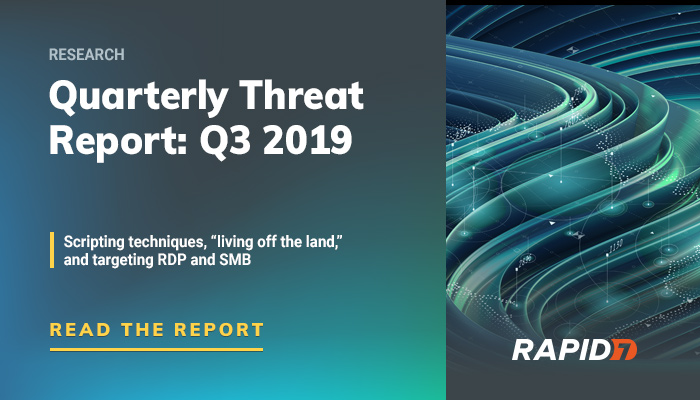 RESEARCH
Quarterly Threat
Report: Q3 2019
Scripting techniques, “living off the land,”
and targeting RDP and SMB
READ THE REPORT
RAPID7